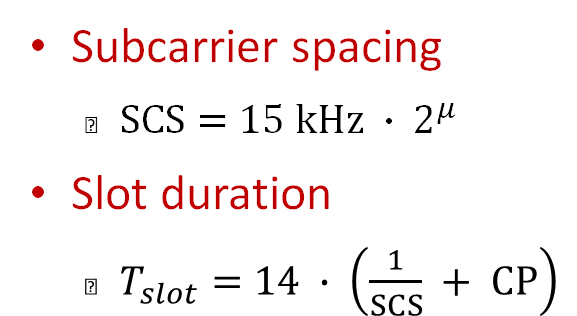 • Subcarrier spacing
SCS = 15 kHz · 2^μ
• Slot duration
T_slot = 14 · (1/SCS + CP)